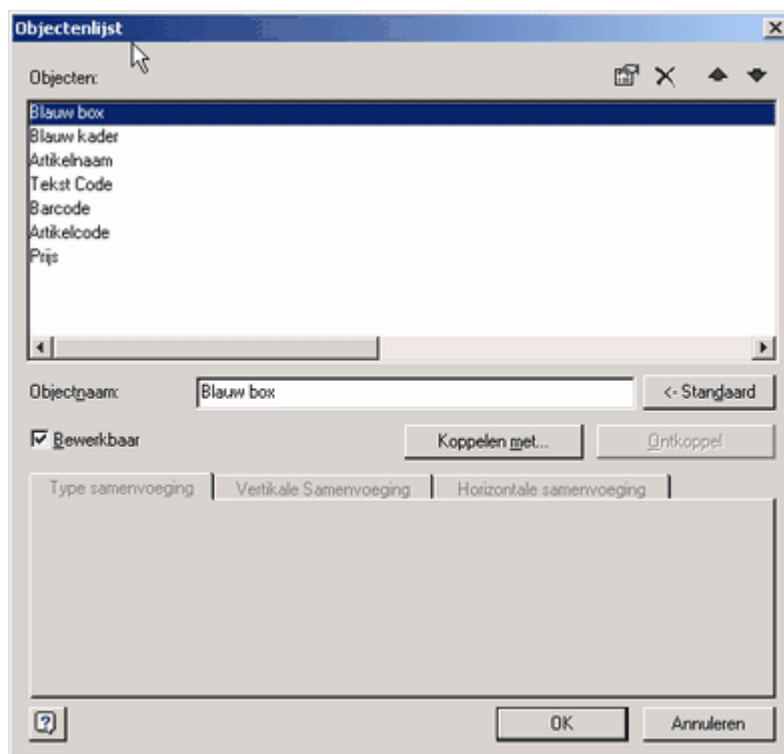 Objectenlijst
Objecten:
Blauw box
Blauw kader
Artikelnaam
Tekst Code
Barcode
Artikelcode
Prijs
Objectnaam: Blauw box <- Standaard
Bewerkbaar Koppelen met... Ontkoppel
Type samenvoeging Vertikale Samenvoeging Horizontale samenvoeging
OK Annuleren